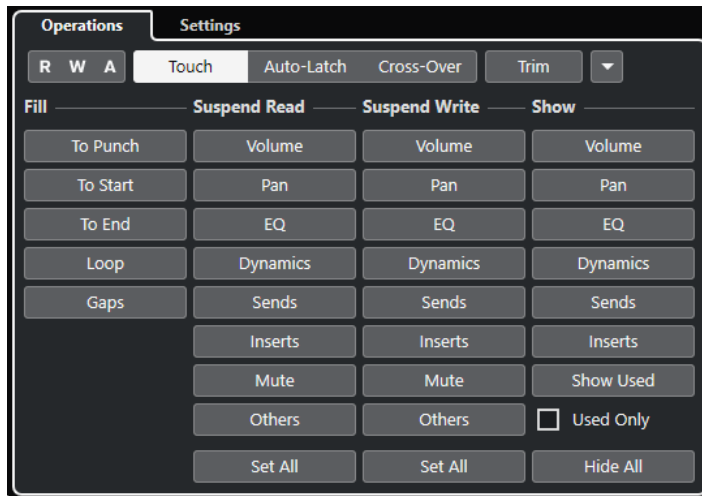 Operations Settings
R W A Touch Auto-Latch Cross-Over Trim
Fill Suspend Read Suspend Write Show
To Punch Volume Volume Volume
To Start Pan Pan Pan
To End EQ EQ EQ
Loop Dynamics Dynamics Dynamics
Gaps Sends Sends Sends
Inserts Inserts Inserts
Mute Mute Show Used
Others Others Used Only
Set All Set All Hide All